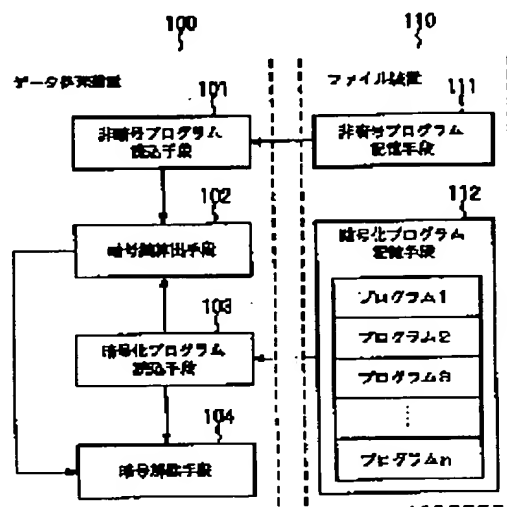 100
110
データ処理装置
ファイル装置
101
111
非暗号プログラム
読込手段
非暗号プログラム
記憶手段
102
112
暗号鍵算出手段
暗号化プログラム
記憶手段
103
プログラム1
暗号化プログラム
読込手段
プログラム2
プログラム3
⋮
104
暗号解読手段
プログラムn